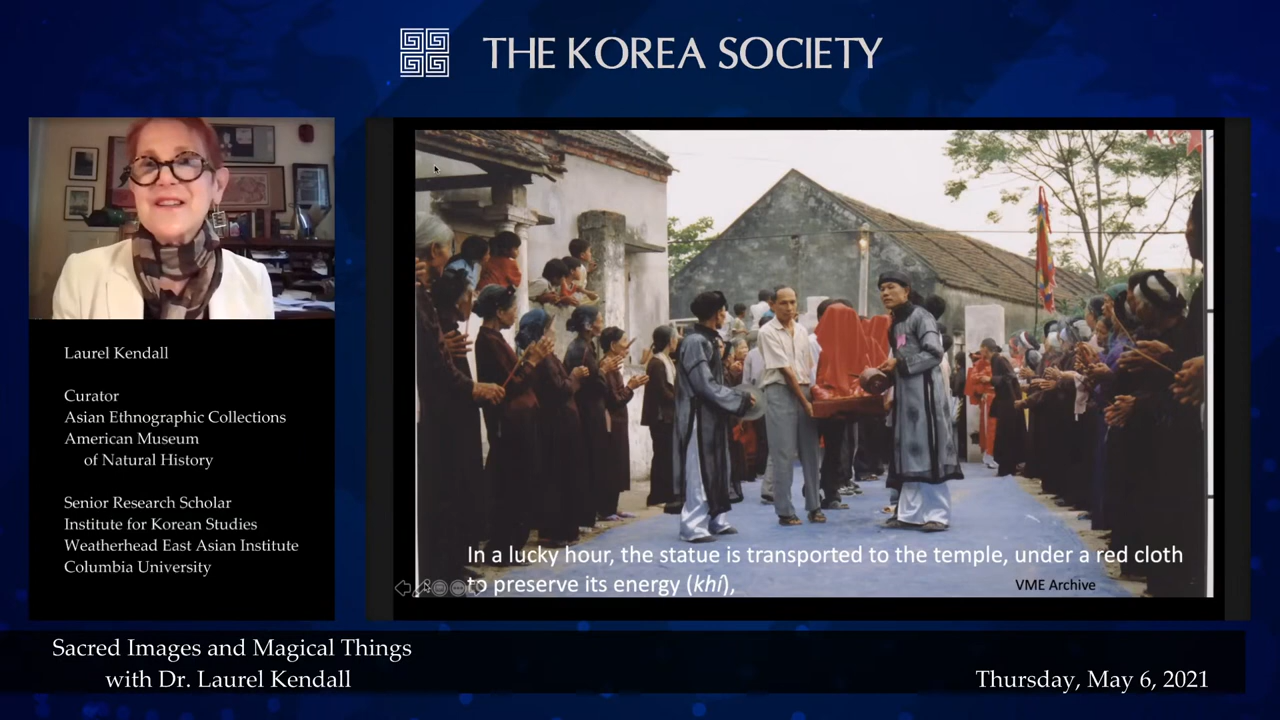 THE KOREA SOCIETY
Laurel Kendall
Curator
Asian Ethnographic Collections
American Museum
of Natural History
Senior Research Scholar
Institute for Korean Studies
Weatherhead East Asian Institute
Columbia University
In a lucky hour, the statue is transported to the temple, under a red cloth
to preserve its energy (khí),
VME Archive
Sacred Images and Magical Things
with Dr. Laurel Kendall
Thursday, May 6, 2021